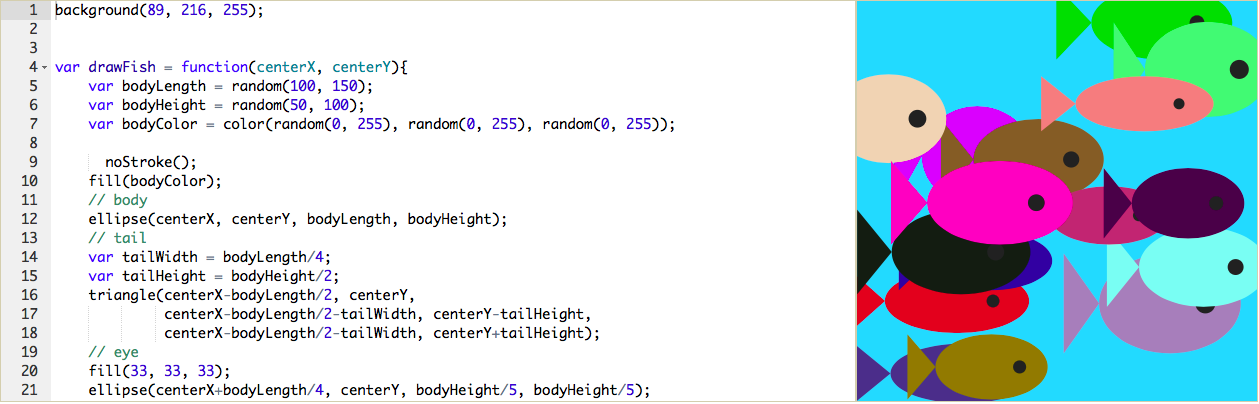 1 background(89, 216, 255);
2
3
4 var drawFish = function(centerX, centerY){
5     var bodyLength = random(100, 150);
6     var bodyHeight = random(50, 100);
7     var bodyColor = color(random(0, 255), random(0, 255), random(0, 255));
8
9       noStroke();
10     fill(bodyColor);
11     // body
12     ellipse(centerX, centerY, bodyLength, bodyHeight);
13     // tail
14     var tailWidth = bodyLength/4;
15     var tailHeight = bodyHeight/2;
16     triangle(centerX-bodyLength/2, centerY,
17              centerX-bodyLength/2-tailWidth, centerY-tailHeight,
18              centerX-bodyLength/2-tailWidth, centerY+tailHeight);
19     // eye
20     fill(33, 33, 33);
21     ellipse(centerX+bodyLength/4, centerY, bodyHeight/5, bodyHeight/5);